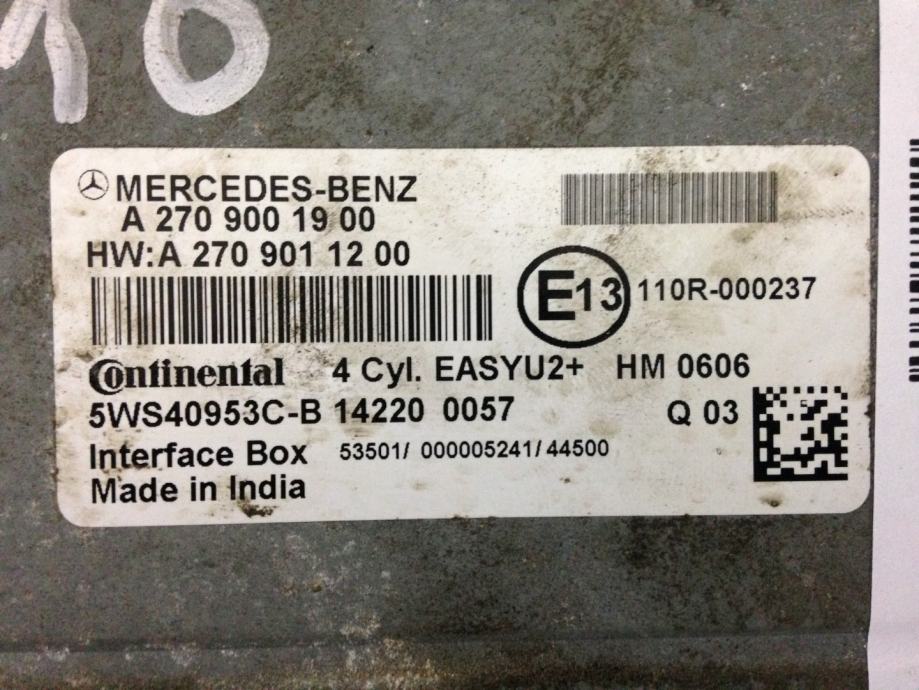 10
MERCEDES-BENZ
A 270 900 19 00
HW:A 270 901 12 00
E13 110R-000237
Continental 4 Cyl. EASYU2+ HM 0606
5WS40953C-B 14220 0057 Q 03
Interface Box 53501/ 000005241/44500
Made in India